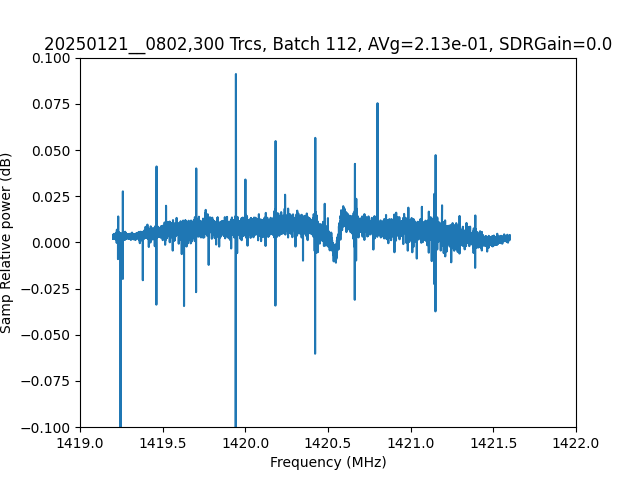 20250121__0802,300 Trcs, Batch 112, AVg=2.13e-01, SDRGain=0.0
0.100
0.075
0.050
0.025
0.000
−0.025
−0.050
−0.075
−0.100
Samp Relative power (dB)
1419.0 1419.5 1420.0 1420.5 1421.0 1421.5 1422.0
Frequency (MHz)